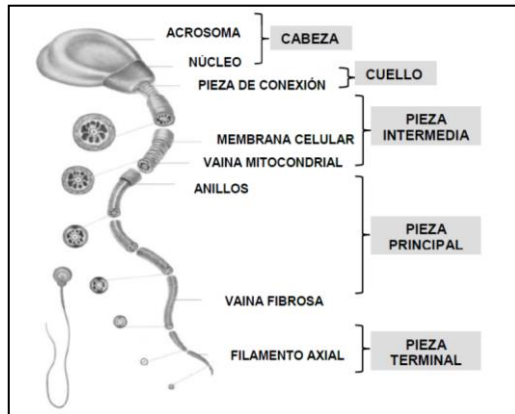 ACROSOMA
CABEZA
NÚCLEO
PIEZA DE CONEXIÓN
CUELLO
PIEZA
INTERMEDIA
MEMBRANA CELULAR
VAINA MITOCONDRIAL
ANILLOS
PIEZA
PRINCIPAL
VAINA FIBROSA
FILAMENTO AXIAL
PIEZA
TERMINAL